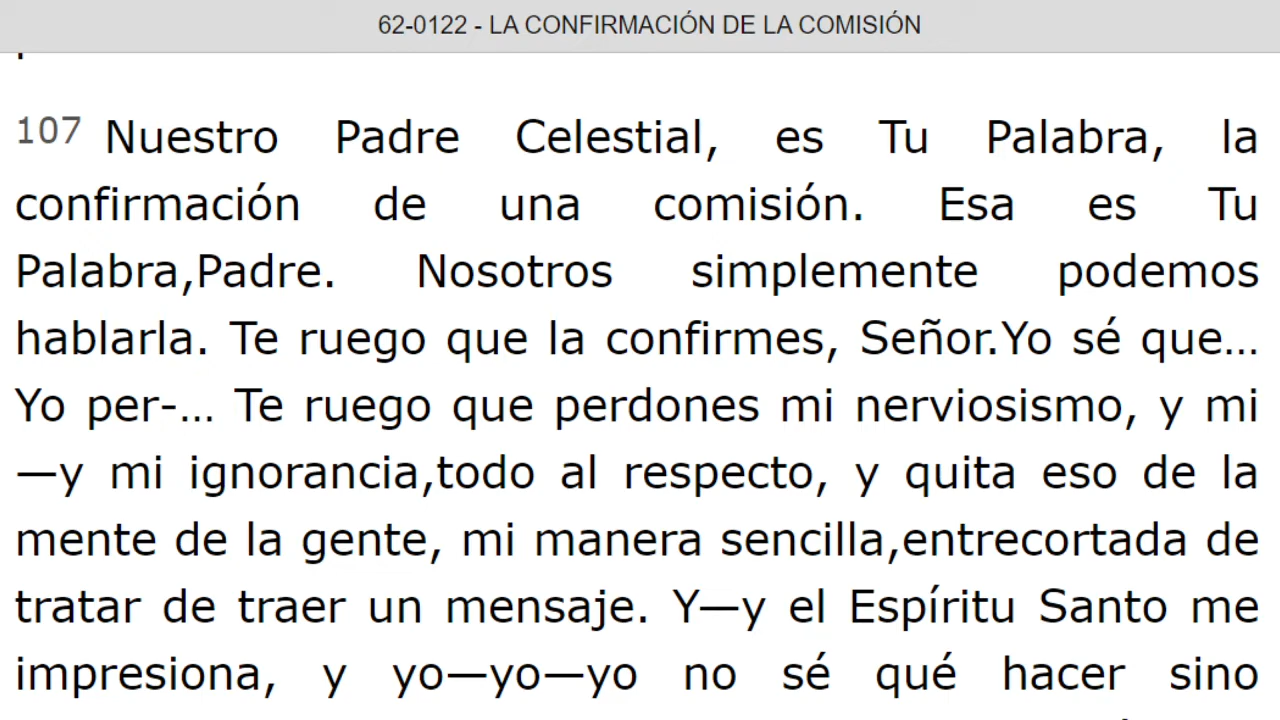 62-0122 - LA CONFIRMACIÓN DE LA COMISIÓN
107 Nuestro Padre Celestial, es Tu Palabra, la
confirmación de una comisión. Esa es Tu
Palabra,Padre. Nosotros simplemente podemos
hablarla. Te ruego que la confirmes, Señor.Yo sé que…
Yo per-… Te ruego que perdones mi nerviosismo, y mi
—y mi ignorancia,todo al respecto, y quita eso de la
mente de la gente, mi manera sencilla,entrecortada de
tratar de traer un mensaje. Y—y el Espíritu Santo me
impresiona, y yo—yo—yo no sé qué hacer sino